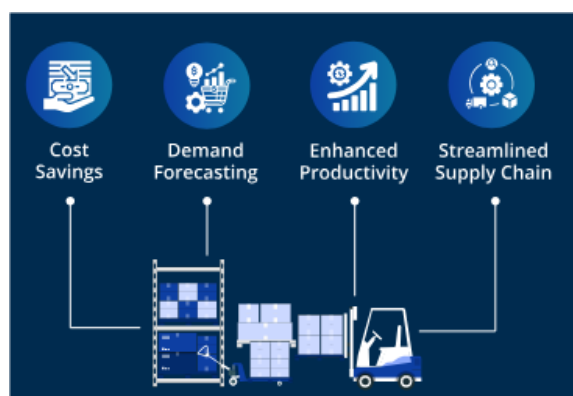 Cost
Savings
Demand
Forecasting
Enhanced
Productivity
Streamlined
Supply Chain